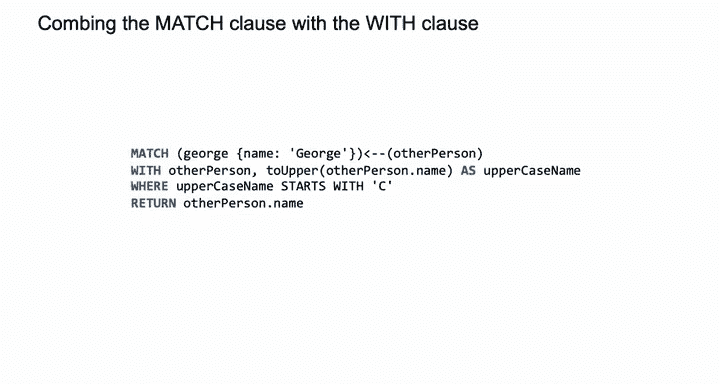 Combing the MATCH clause with the WITH clause
MATCH (george {name: 'George'})<--(otherPerson)
WITH otherPerson, toUpper(otherPerson.name) AS upperCaseName
WHERE upperCaseName STARTS WITH 'C'
RETURN otherPerson.name